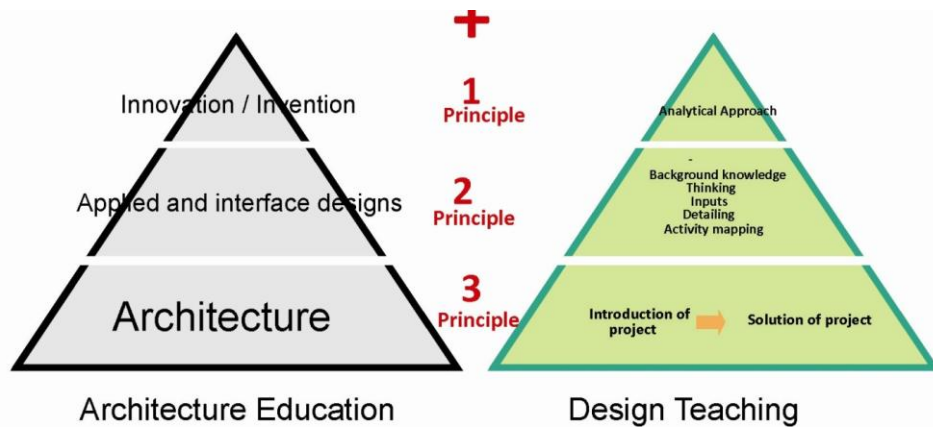 +
Innovation / Invention
1
Principle
Analytical Approach
Applied and interface designs
2
Principle
-
Background knowledge
Thinking
Inputs
Detailing
Activity mapping
Architecture
3
Principle
Introduction of
project
Solution of project
Architecture Education
Design Teaching